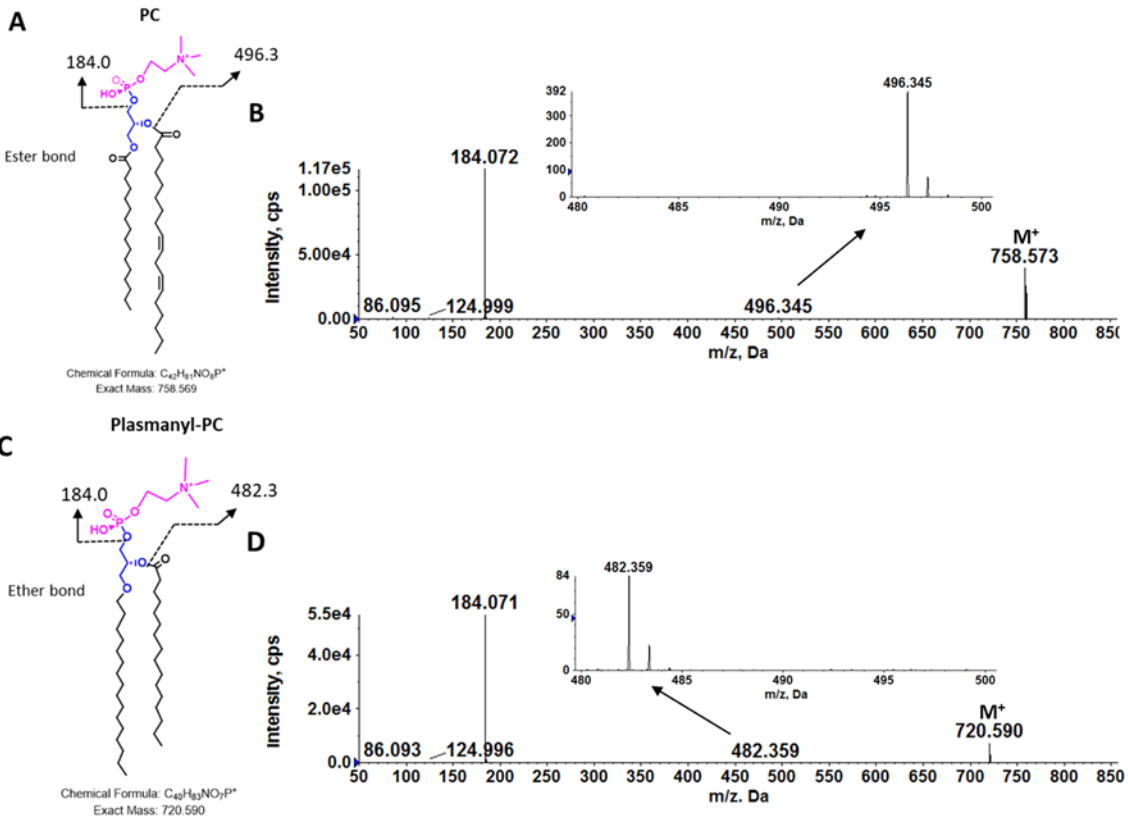 A
PC
184.0
496.3
O
O
P
HO
O
N+
O
O
O
O
O
Ester bond
Chemical Formula: C42H81NO8P+
Exact Mass: 758.569
B
392
300
200
100
0
496.345
480
485
490
495
500
m/z, Da
1.17e5
1.00e5
5.00e4
0.00
Intensity, cps
184.072
86.095
124.999
496.345
M+
758.573
50 100 150 200 250 300 350 400 450 500 550 600 650 700 750 800
m/z, Da
C
Plasmanyl-PC
184.0
482.3
O
O
P
HO
O
N+
O
O
O
Ether bond
Chemical Formula: C40H83NO7P+
Exact Mass: 720.590
D
84
50
0
482.359
480
485
490
495
500
m/z, Da
5.5e4
4.0e4
2.0e4
0.0
Intensity, cps
184.071
86.093
124.996
482.359
M+
720.590
50 100 150 200 250 300 350 400 450 500 550 600 650 700 750 800 850
m/z. Da